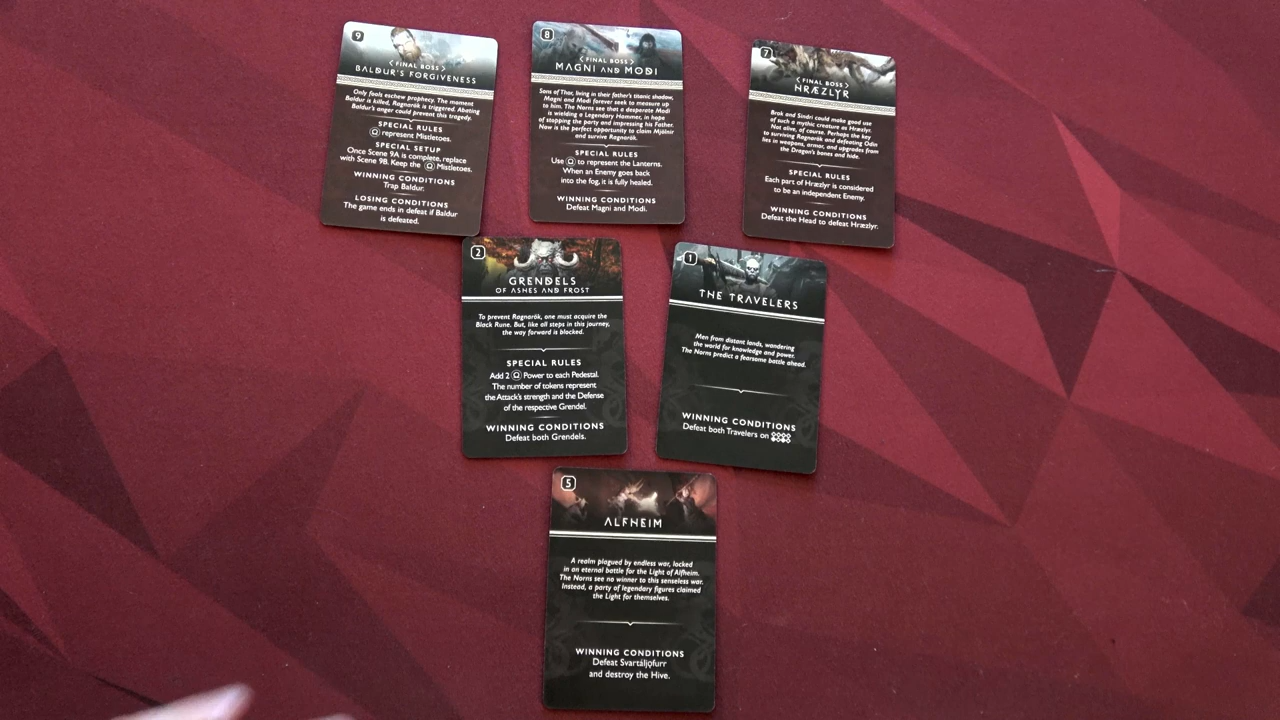 9
< FINAL BOSS >
BALDUR'S FORGIVENESS
Only fools eschew prophecy. The moment
Baldur is killed, Ragnarök is triggered. Abating
Baldur's anger could prevent this tragedy.
SPECIAL RULES
represent Mistletoes.
SPECIAL SETUP
Once Scene 9A is complete, replace
with Scene 9B. Keep the Mistletoes.
WINNING CONDITIONS
Trap Baldur.
LOSING CONDITIONS
The game ends in defeat if Baldur
is defeated.
8
< FINAL BOSS >
MAGNI AND MODI
Sons of Thor, living in their father's titanic shadow,
Magni and Modi forever seek to measure up
to him. The Norns see that a desperate Modi
is wielding a Legendary Hammer, in hope
of stopping the party and impressing his Father.
Now is the perfect opportunity to claim Mjölnir
and survive Ragnarök.
SPECIAL RULES
Use to represent the Lanterns.
When an Enemy goes back
into the fog, it is fully healed.
WINNING CONDITIONS
Defeat Magni and Modi.
7
< FINAL BOSS >
HRÆZLYR
Brok and Sindri could make good use
of such a mythic creature as Hræzlyr.
Not alive, of course. Perhaps the key
to surviving Ragnarök and defeating Odin
lies in weapons, armor, and upgrades from
the Dragon's bones and hide.
SPECIAL RULES
Each part of Hræzlyr is considered
to be an independent Enemy.
WINNING CONDITIONS
Defeat the Head to defeat Hræzlyr.
2
GRENDELS
OF ASHES AND FROST
To prevent Ragnarök, one must acquire the
Black Rune. But, like all steps in this journey,
the way forward is blocked.
SPECIAL RULES
Add 2 Power to each Pedestal.
The number of tokens represent
the Attack's strength and the Defense
of the respective Grendel.
WINNING CONDITIONS
Defeat both Grendels.
1
THE TRAVELERS
Men from distant lands, wandering
the world for knowledge and power.
The Norns predict a fearsome battle ahead.
WINNING CONDITIONS
Defeat both Travelers on
5
ALFHEIM
A realm plagued by endless war, locked
in an eternal battle for the Light of Alfheim.
The Norns see no winner to this senseless war.
Instead, a party of legendary figures claimed
the Light for themselves.
WINNING CONDITIONS
Defeat Svartáljǫfurr
and destroy the Hive.